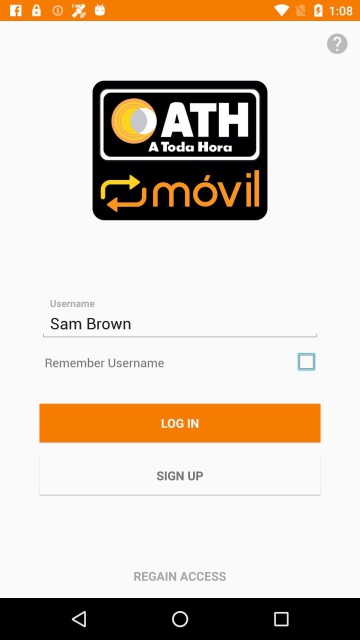 1:08
ATH
A Toda Hora
móvil
Username
Sam Brown
Remember Username
LOG IN
SIGN UP
REGAIN ACCESS